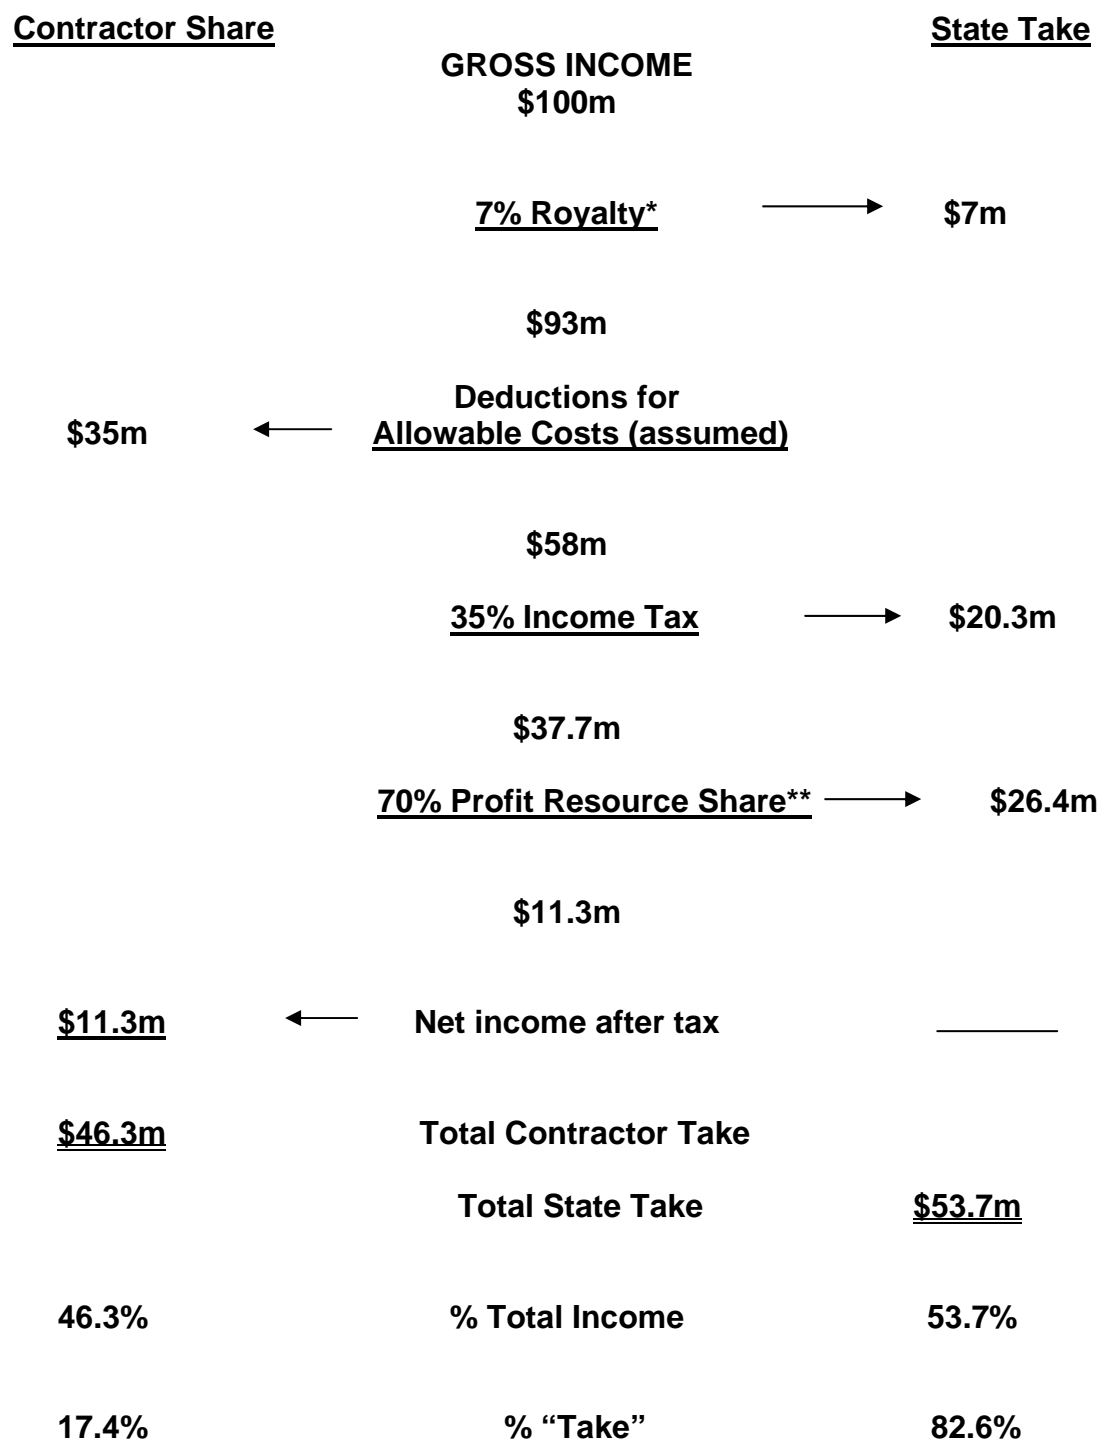 Contractor Share State Take
GROSS INCOME
$100m
7% Royalty* $7m
$93m
Deductions for
$35m Allowable Costs (assumed)
$58m
35% Income Tax $20.3m
$37.7m
70% Profit Resource Share** $26.4m
$11.3m
$11.3m Net income after tax
$46.3m Total Contractor Take
Total State Take $53.7m
46.3% % Total Income 53.7%
17.4% % “Take” 82.6%